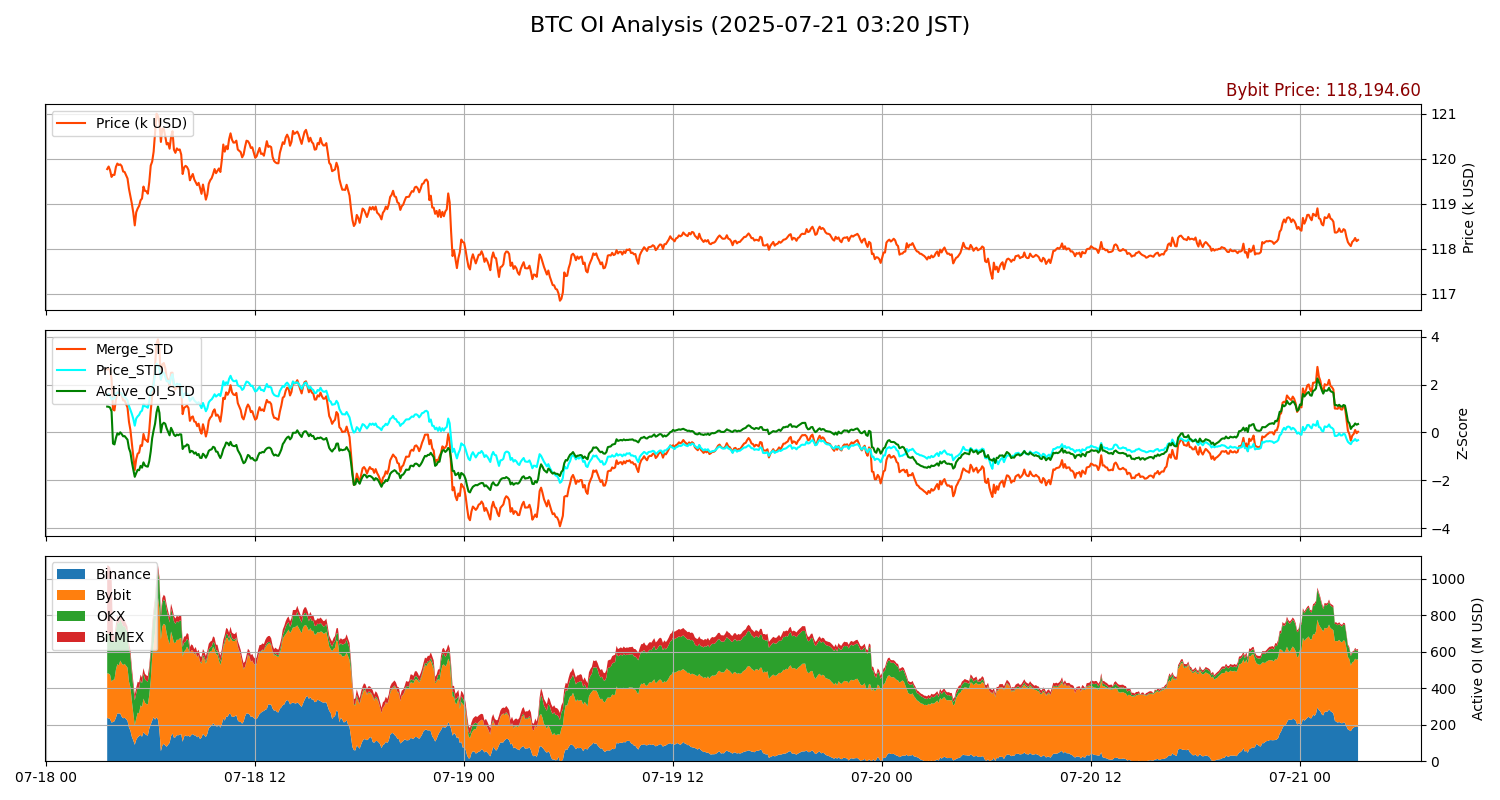 BTC OI Analysis (2025-07-21 03:20 JST)
Bybit Price: 118,194.60
Price (k USD)
121
120
119
118
117
Price (k USD)
Merge_STD
Price_STD
Active_OI_STD
4
2
0
−2
−4
Z-Score
Binance
Bybit
OKX
BitMEX
1000
800
600
400
200
0
Active OI (M USD)
07-18 00
07-18 12
07-19 00
07-19 12
07-20 00
07-20 12
07-21 00